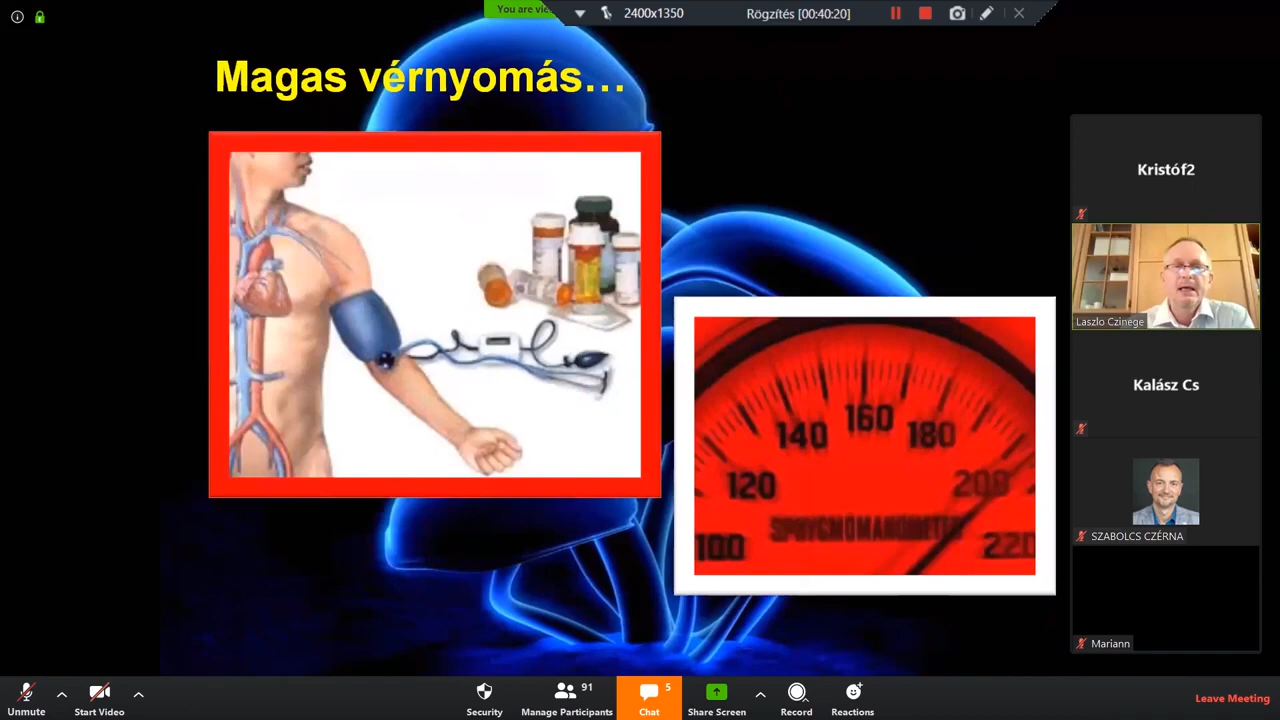 You are vie
2400x1350
Rögzítés [00:40:20]
Magas vérnyomás…
100
120
140
160
180
200
220
SPHYGMOMANOMETE
Kristóf2
Laszlo Czinege
Kalász Cs
SZABOLCS CZÉRNA
Mariann
Unmute
Start Video
Security
91
Manage Participants
5
Chat
Share Screen
Record
Reactions
Leave Meeting